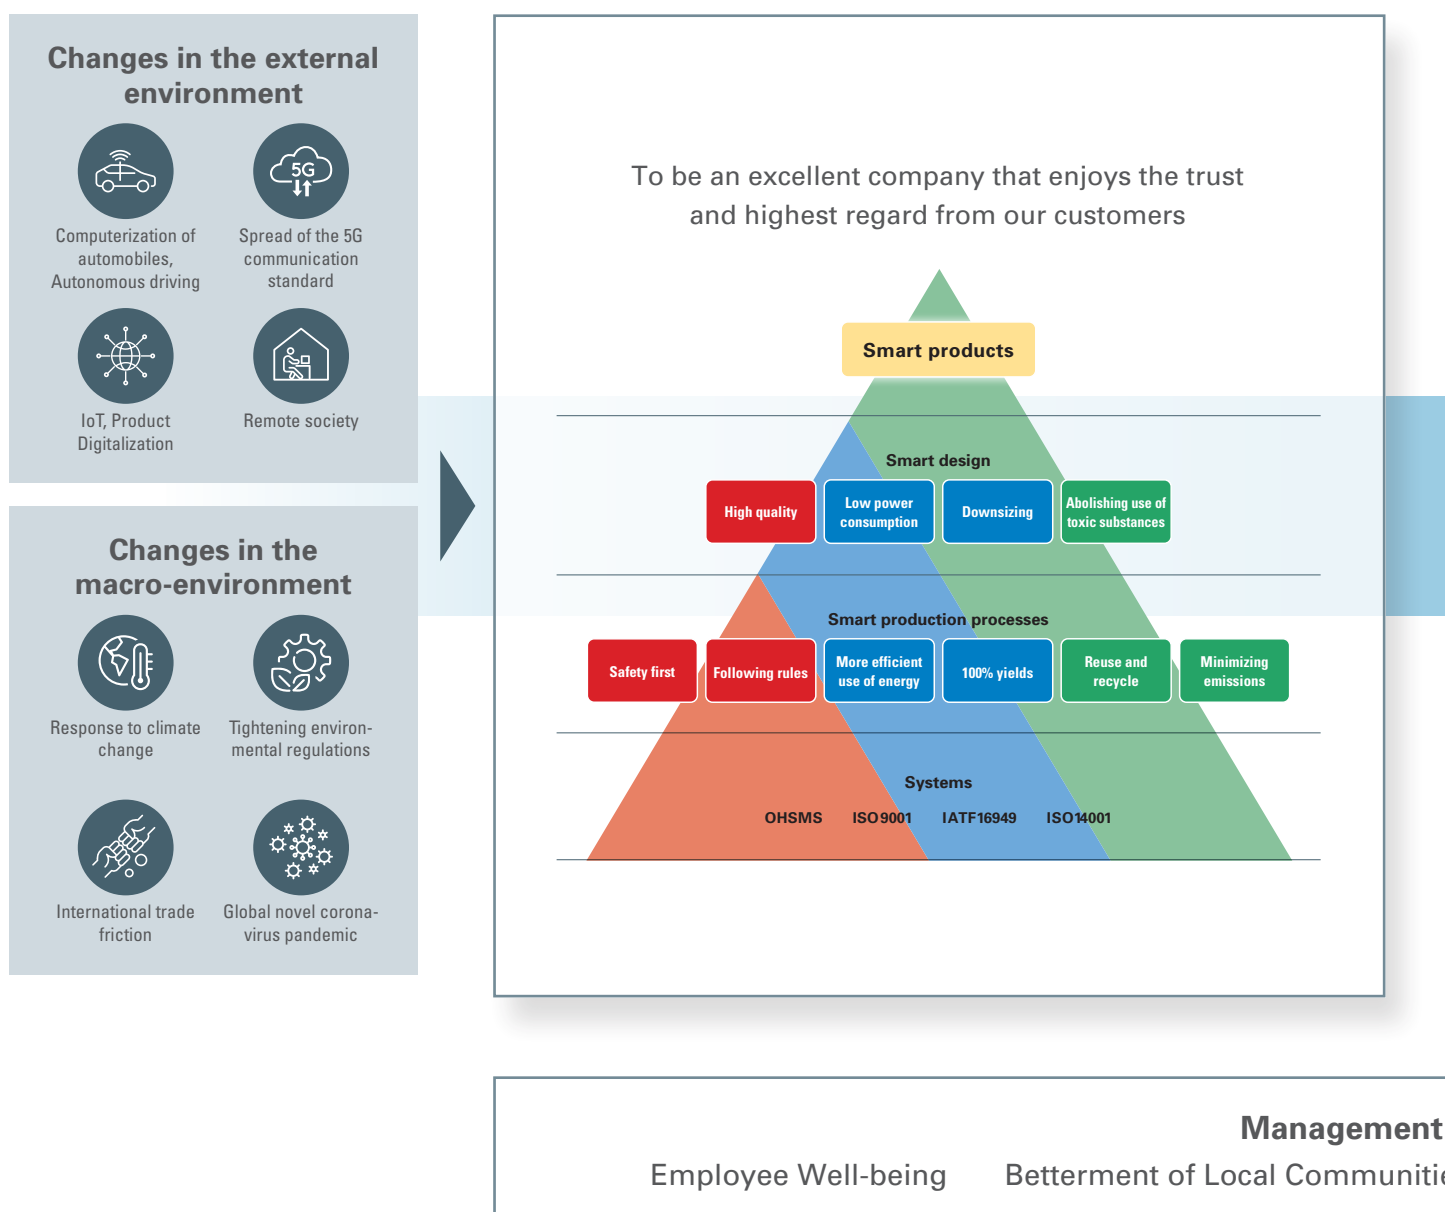 Changes in the external
environment
5G
Computerization of
automobiles,
Autonomous driving
Spread of the 5G
communication
standard
IoT, Product
Digitalization
Remote society
Changes in the
macro-environment
Response to climate
change
Tightening environ-
mental regulations
International trade
friction
Global novel corona-
virus pandemic
To be an excellent company that enjoys the trust
and highest regard from our customers
Smart products
Smart design
High quality
Low power
consumption
Downsizing
Abolishing use of
toxic substances
Smart production processes
Safety first
Following rules
More efficient
use of energy
100% yields
Reuse and
recycle
Minimizing
emissions
Systems
OHSMS ISO9001 IATF16949 ISO14001
Management
Employee Well-being Betterment of Local Communitie